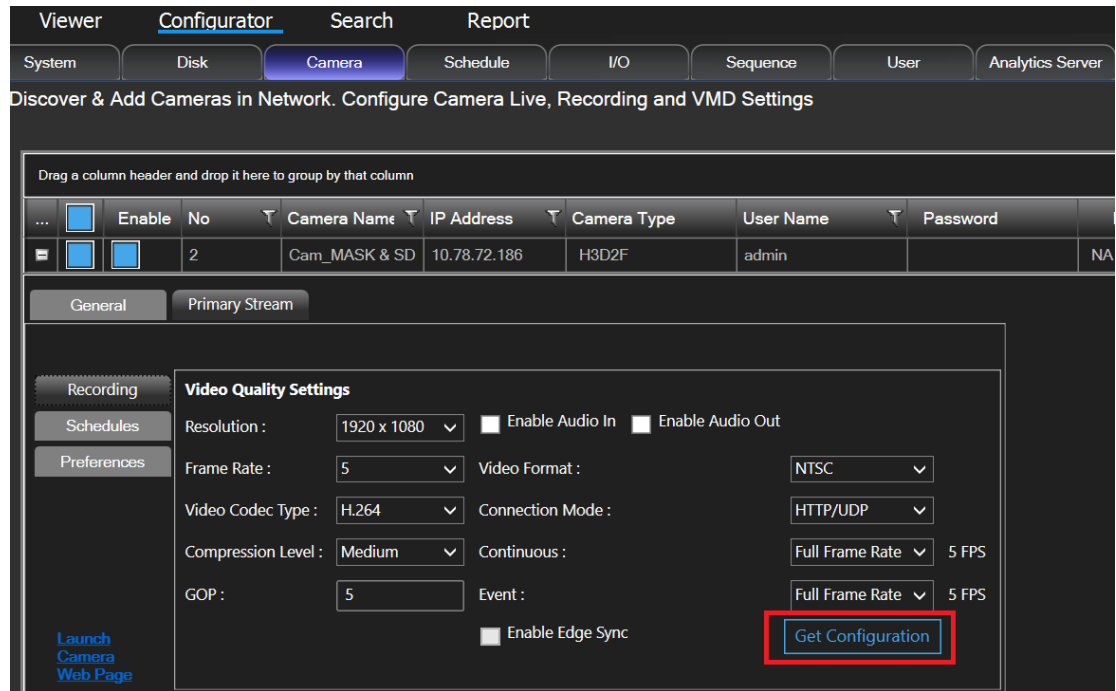 Viewer Configurator Search Report
System Disk Camera Schedule I/O Sequence User Analytics Server
Discover & Add Cameras in Network. Configure Camera Live, Recording and VMD Settings
Drag a column header and drop it here to group by that column
... Enable No Camera Name IP Address Camera Type User Name Password
2 Cam_MASK & SD 10.78.72.186 H3D2F admin NA
General Primary Stream
Recording Video Quality Settings
Schedules Resolution : 1920 x 1080 Enable Audio In Enable Audio Out
Preferences Frame Rate : 5 Video Format : NTSC
Video Codec Type : H.264 Connection Mode : HTTP/UDP
Compression Level : Medium Continuous : Full Frame Rate 5 FPS
GOP : 5 Event : Full Frame Rate 5 FPS
Enable Edge Sync Get Configuration
Launch
Camera
Web Page